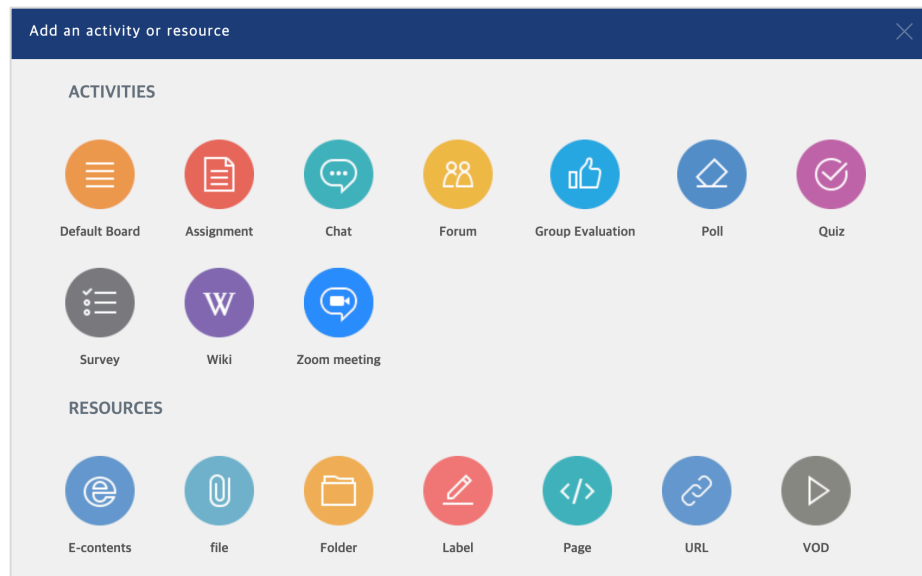 Add an activity or resource
ACTIVITIES
Default Board Assignment Chat Forum Group Evaluation Poll Quiz
W
Survey Wiki Zoom meeting
RESOURCES
E-contents file Folder Label Page URL VOD